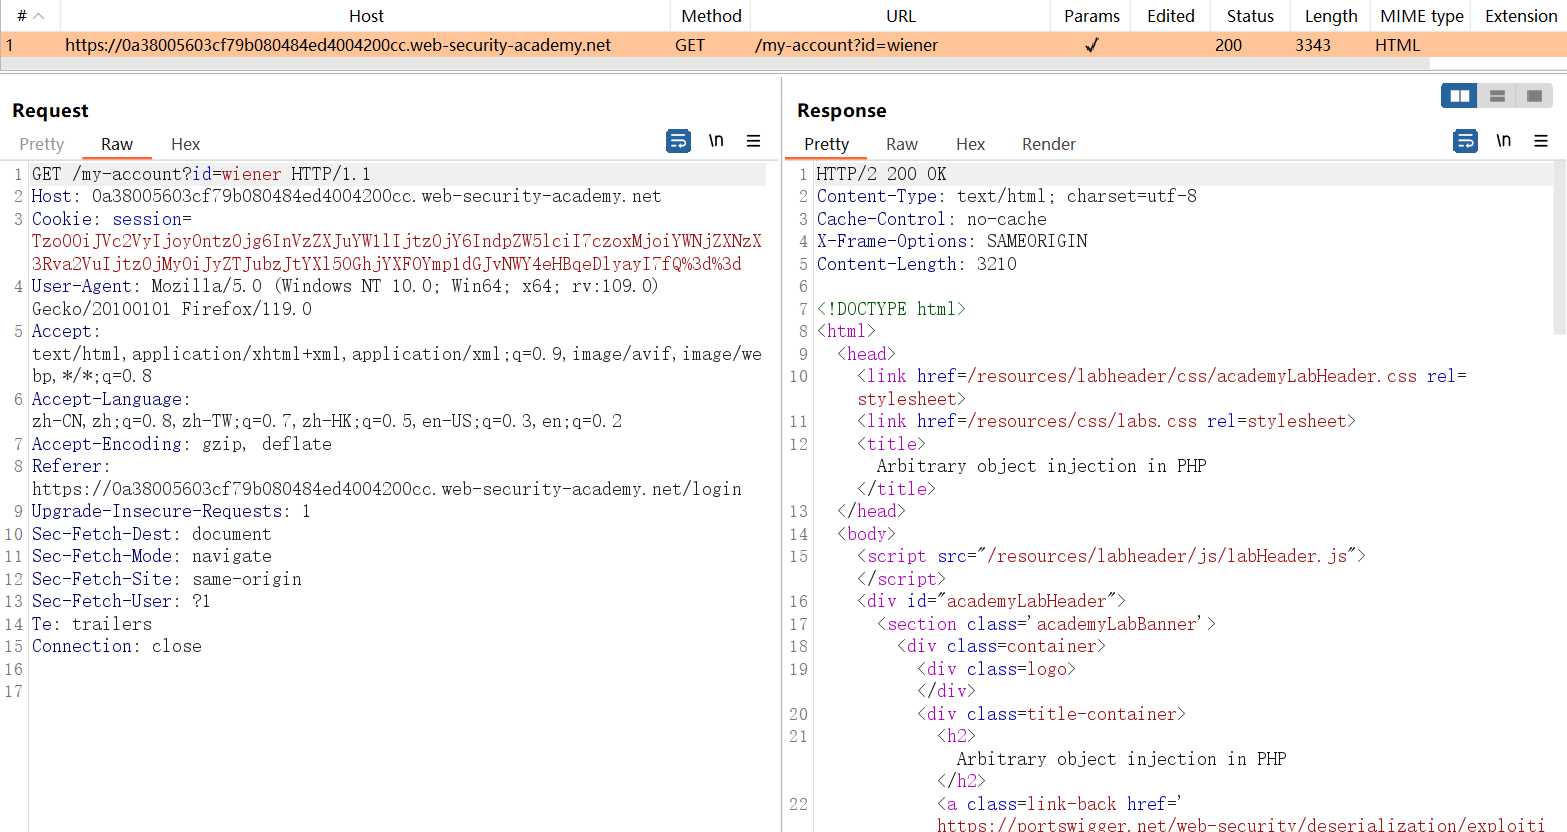 # Host Method URL Params Edited Status Length MIME type Extension
1 https://0a38005603cf79b080484ed4004200cc.web-security-academy.net GET /my-account?id=wiener ✓ 200 3343 HTML
Request
Pretty Raw Hex \n
1 GET /my-account?id=wiener HTTP/1.1
2 Host: 0a38005603cf79b080484ed4004200cc.web-security-academy.net
3 Cookie: session=
Tzo0OiJVc2VyIjoyOntzOjg6InVzZXJuYW1lIjtzOjY6IndpZW5lciI7czoxMjoiYWNjZXNzX
3Rva2VuIjtzOjMyOiJyZTJubzJtYXl5OGhjYXF0Ymp1dGJvNWY4eHBqeDlyayI7fQ%3d%3d
4 User-Agent: Mozilla/5.0 (Windows NT 10.0; Win64; x64; rv:109.0)
Gecko/20100101 Firefox/119.0
5 Accept:
text/html,application/xhtml+xml,application/xml;q=0.9,image/avif,image/we
bp,*/*;q=0.8
6 Accept-Language:
zh-CN,zh;q=0.8,zh-TW;q=0.7,zh-HK;q=0.5,en-US;q=0.3,en;q=0.2
7 Accept-Encoding: gzip, deflate
8 Referer:
https://0a38005603cf79b080484ed4004200cc.web-security-academy.net/login
9 Upgrade-Insecure-Requests: 1
10 Sec-Fetch-Dest: document
11 Sec-Fetch-Mode: navigate
12 Sec-Fetch-Site: same-origin
13 Sec-Fetch-User: ?1
14 Te: trailers
15 Connection: close
16
17
Response
Pretty Raw Hex Render \n
1 HTTP/2 200 OK
2 Content-Type: text/html; charset=utf-8
3 Cache-Control: no-cache
4 X-Frame-Options: SAMEORIGIN
5 Content-Length: 3210
6
7 <!DOCTYPE html>
8 <html>
9 <head>
10 <link href=/resources/labheader/css/academyLabHeader.css rel=
stylesheet>
11 <link href=/resources/css/labs.css rel=stylesheet>
12 <title>
Arbitrary object injection in PHP
</title>
13 </head>
14 <body>
15 <script src="/resources/labheader/js/labHeader.js">
</script>
16 <div id="academyLabHeader">
17 <section class='academyLabBanner'>
18 <div class=container>
19 <div class=logo>
</div>
20 <div class=title-container>
21 <h2>
Arbitrary object injection in PHP
</h2>
22 <a class=link-back href='
https://portswigger.net/web-security/deserialization/exploiti